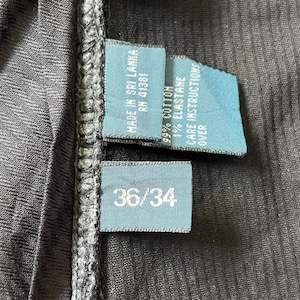 MADE IN SRI LANKA
RN 41381
99% COTTON
1% ELASTANE
CARE INSTRUCTIONS
OVER
36/34